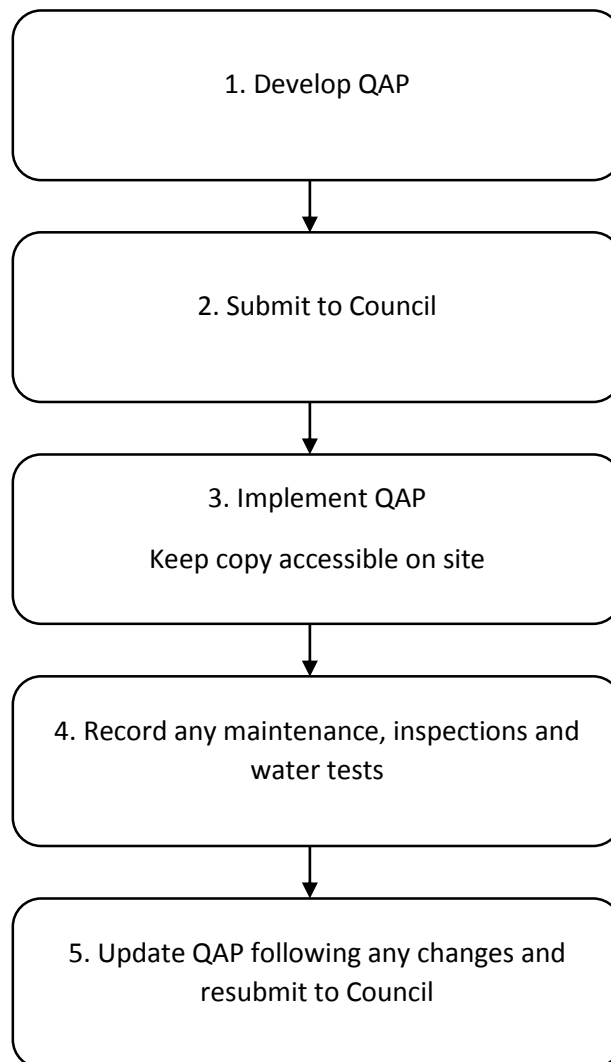 1. Develop QAP
2. Submit to Council
3. Implement QAP
Keep copy accessible on site
4. Record any maintenance, inspections and
water tests
5. Update QAP following any changes and
resubmit to Council